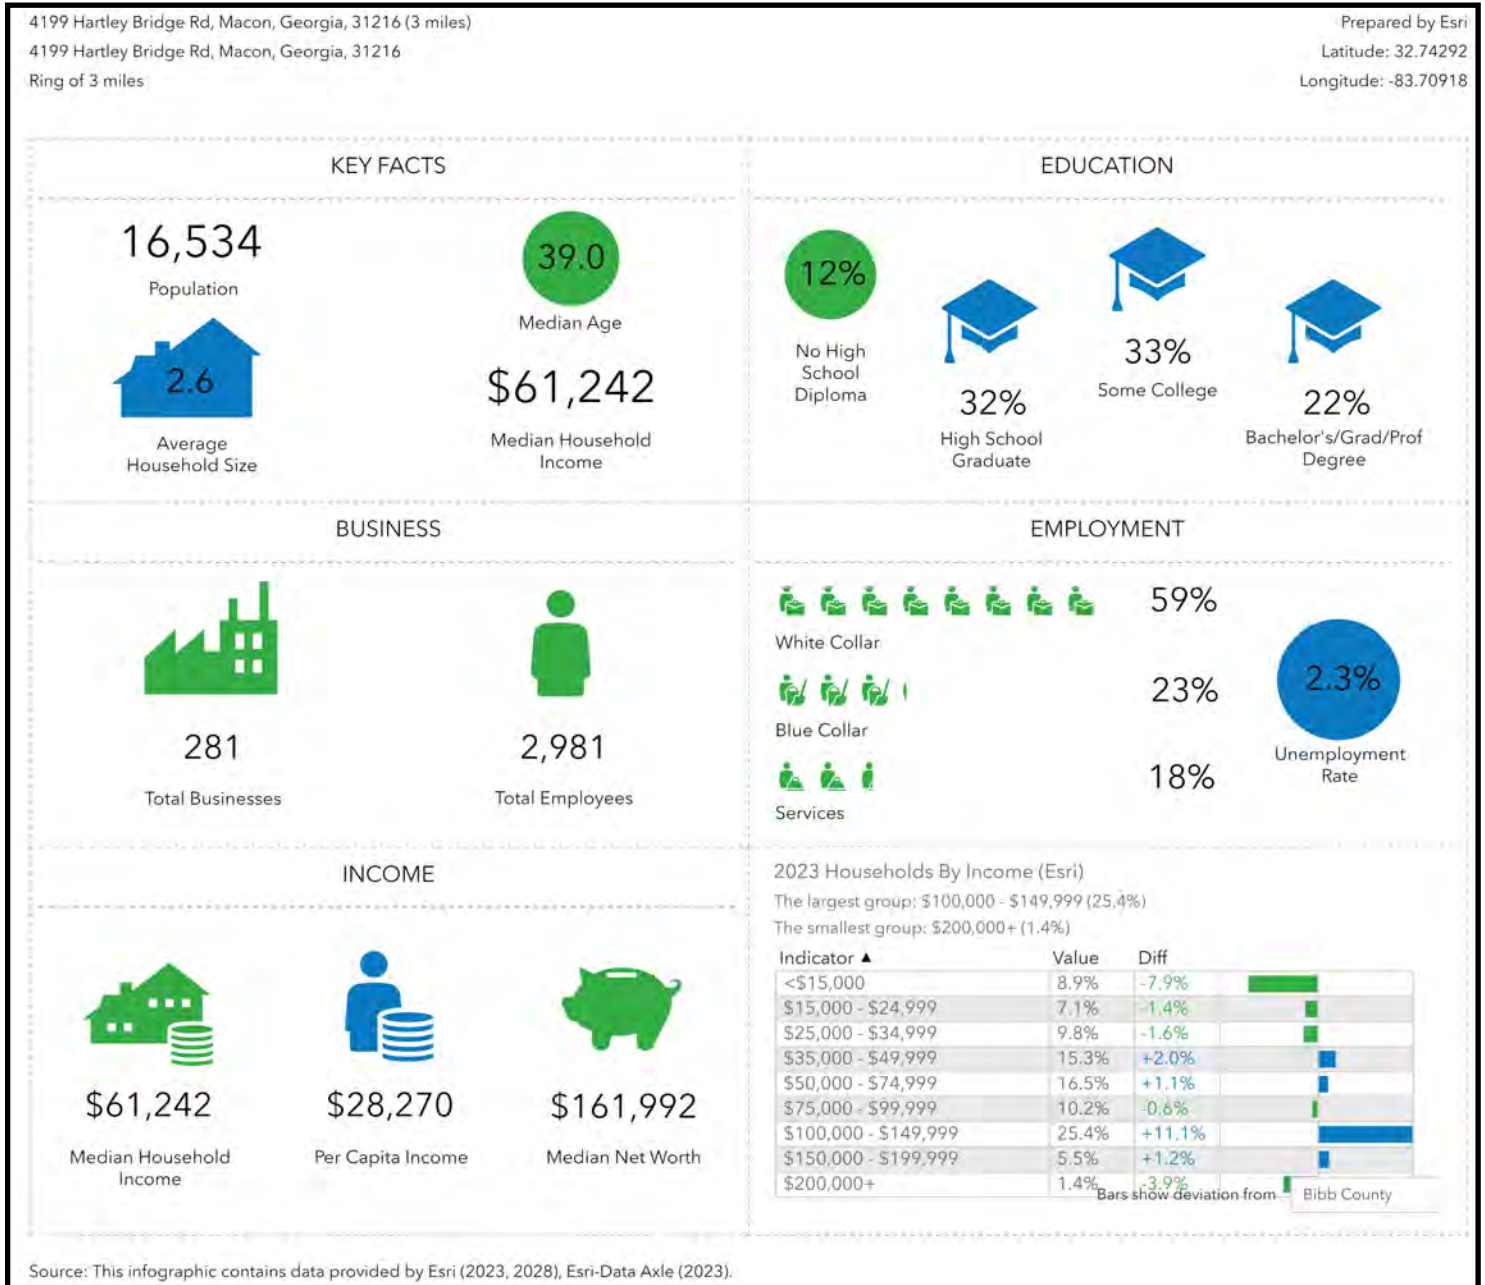 4199 Hartley Bridge Rd, Macon, Georgia, 31216 (3 miles)
4199 Hartley Bridge Rd, Macon, Georgia, 31216
Ring of 3 miles
Prepared by Esri
Latitude: 32.74292
Longitude: -83.70918
KEY FACTS
16,534
Population
39.0
Median Age
2.6
Average
Household Size
$61,242
Median Household
Income
EDUCATION
12%
No High
School
Diploma
32%
High School
Graduate
33%
Some College
22%
Bachelor's/Grad/Prof
Degree
BUSINESS
281
Total Businesses
2,981
Total Employees
EMPLOYMENT
59%
White Collar
23%
Blue Collar
18%
Services
2.3%
Unemployment
Rate
INCOME
$61,242
Median Household
Income
$28,270
Per Capita Income
$161,992
Median Net Worth
2023 Households By Income (Esri)
The largest group: $100,000 - $149,999 (25.4%)
The smallest group: $200,000+ (1.4%)
Indicator ▲ Value Diff
<$15,000 8.9% -7.9%
$15,000 - $24,999 7.1% -1.4%
$25,000 - $34,999 9.8% -1.6%
$35,000 - $49,999 15.3% +2.0%
$50,000 - $74,999 16.5% +1.1%
$75,000 - $99,999 10.2% -0.6%
$100,000 - $149,999 25.4% +11.1%
$150,000 - $199,999 5.5% +1.2%
$200,000+ 1.4% -3.9%
Bars show deviation from Bibb County
Source: This infographic contains data provided by Esri (2023, 2028), Esri-Data Axle (2023).